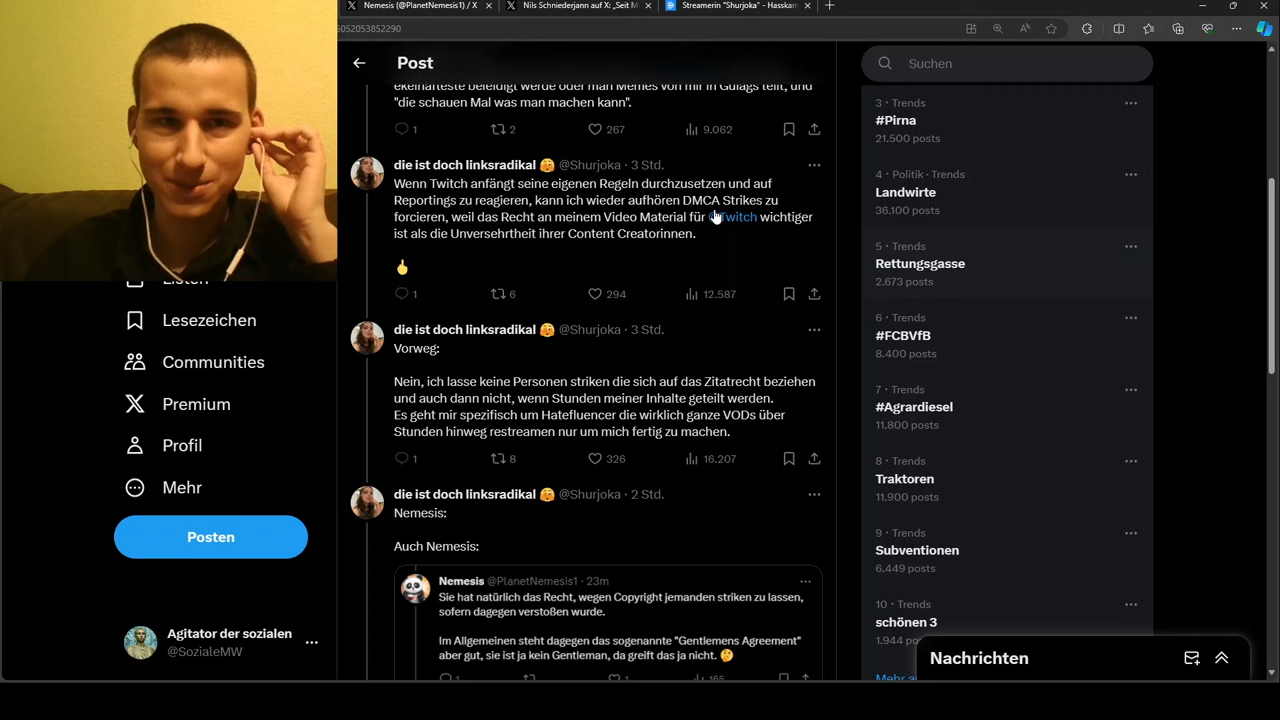 Nemesis (@PlanetNemesis1) / X
Nils Schniederjann auf X: „Seit M
Streamerin "Shurjoka" - Hasskam
5052053852290
Post
Suchen
ekelhafteste beleidigt werde oder man Memes von mir in Gulags teilt, und
"die schauen Mal was man machen kann".
1
2
267
9.062
die ist doch linksradikal 🤗 @Shurjoka · 3 Std.
Wenn Twitch anfängt seine eigenen Regeln durchzusetzen und auf
Reportings zu reagieren, kann ich wieder aufhören DMCA Strikes zu
forcieren, weil das Recht an meinem Video Material für @Twitch wichtiger
ist als die Unversehrtheit ihrer Content Creatorinnen.
👆
1
6
294
12.587
die ist doch linksradikal 🤗 @Shurjoka · 3 Std.
Vorweg:
Nein, ich lasse keine Personen striken die sich auf das Zitatrecht beziehen
und auch dann nicht, wenn Stunden meiner Inhalte geteilt werden.
Es geht mir spezifisch um Hatefluencer die wirklich ganze VODs über
Stunden hinweg restreamen nur um mich fertig zu machen.
1
8
326
16.207
die ist doch linksradikal 🤗 @Shurjoka · 2 Std.
Nemesis:
Auch Nemesis:
Nemesis @PlanetNemesis1 · 23m
Sie hat natürlich das Recht, wegen Copyright jemanden striken zu lassen,
sofern dagegen verstoßen wurde.
Im Allgemeinen steht dagegen das sogenannte "Gentlemens Agreement"
aber gut, sie ist ja kein Gentleman, da greift das ja nicht. 🤔
1
1
165
Listen
Lesezeichen
Communities
Premium
Profil
Mehr
Posten
Agitator der sozialen
@SozialeMW
3 · Trends
#Pirna
21.500 posts
4 · Politik · Trends
Landwirte
36.100 posts
5 · Trends
Rettungsgasse
2.673 posts
6 · Trends
#FCBVfB
8.400 posts
7 · Trends
#Agrardiesel
11.800 posts
8 · Trends
Traktoren
11.900 posts
9 · Trends
Subventionen
6.449 posts
10 · Trends
schönen 3
1.944 po
Mehr a
Nachrichten